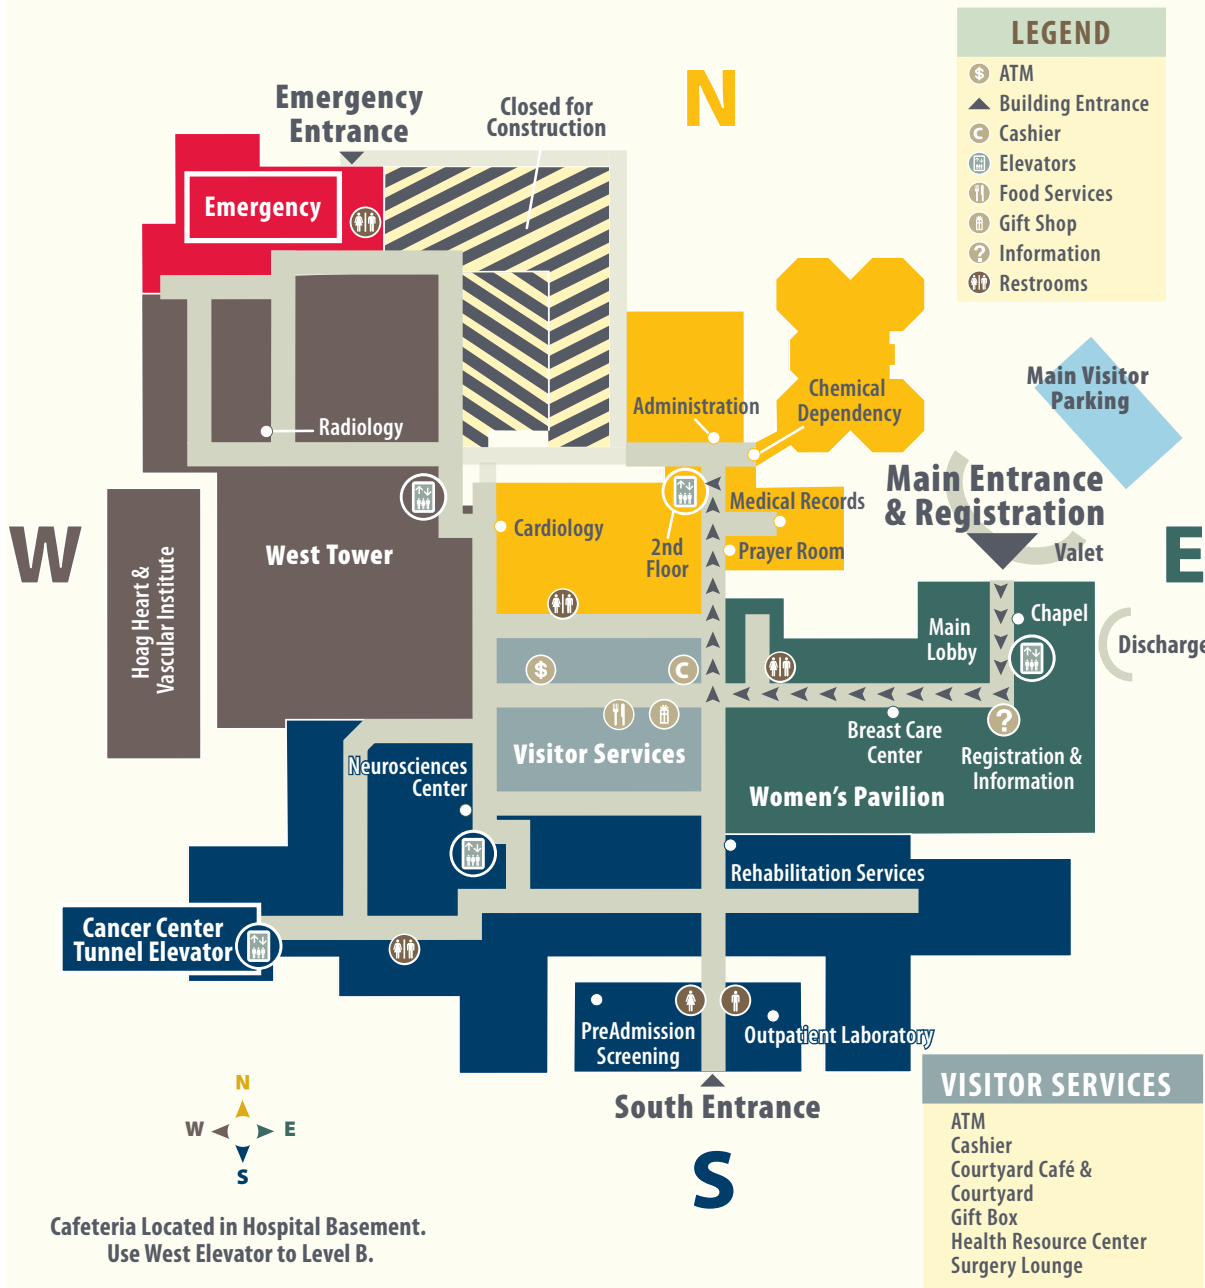 LEGEND
$ ATM
Building Entrance
C Cashier
Elevators
Food Services
Gift Shop
? Information
Restrooms
N
Emergency
Entrance
Closed for
Construction
Emergency
Main Visitor
Parking
Chemical
Dependency
Administration
Radiology
Main Entrance
& Registration
Valet
Medical Records
Cardiology
2nd
Floor
Prayer Room
W
West Tower
E
Hoag Heart &
Vascular Institute
Chapel
Main
Lobby
Discharge
$
C
?
Breast Care
Center
Registration &
Information
Visitor Services
Women's Pavilion
Neurosciences
Center
Rehabilitation Services
Cancer Center
Tunnel Elevator
PreAdmission
Screening
Outpatient Laboratory
South Entrance
S
N
W
E
S
Cafeteria Located in Hospital Basement.
Use West Elevator to Level B.
VISITOR SERVICES
ATM
Cashier
Courtyard Café &
Courtyard
Gift Box
Health Resource Center
Surgery Lounge